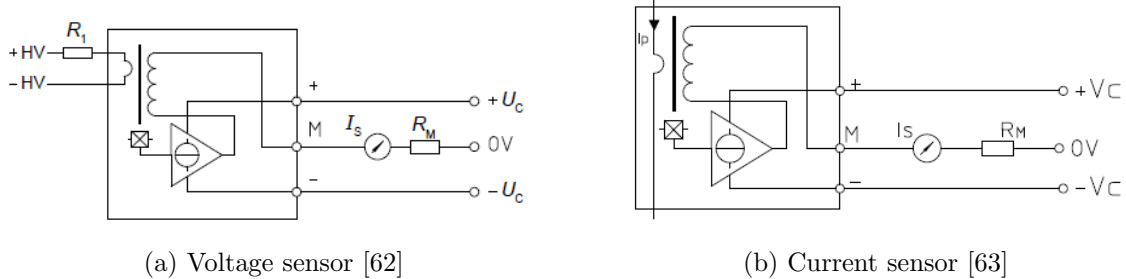 R1
+HV
−HV
+
+Uc
M
Is
RM
0V
−
−Uc
(a) Voltage sensor [62]
Ip
+
+Vc
M
Is
RM
0V
−
−Vc
(b) Current sensor [63]